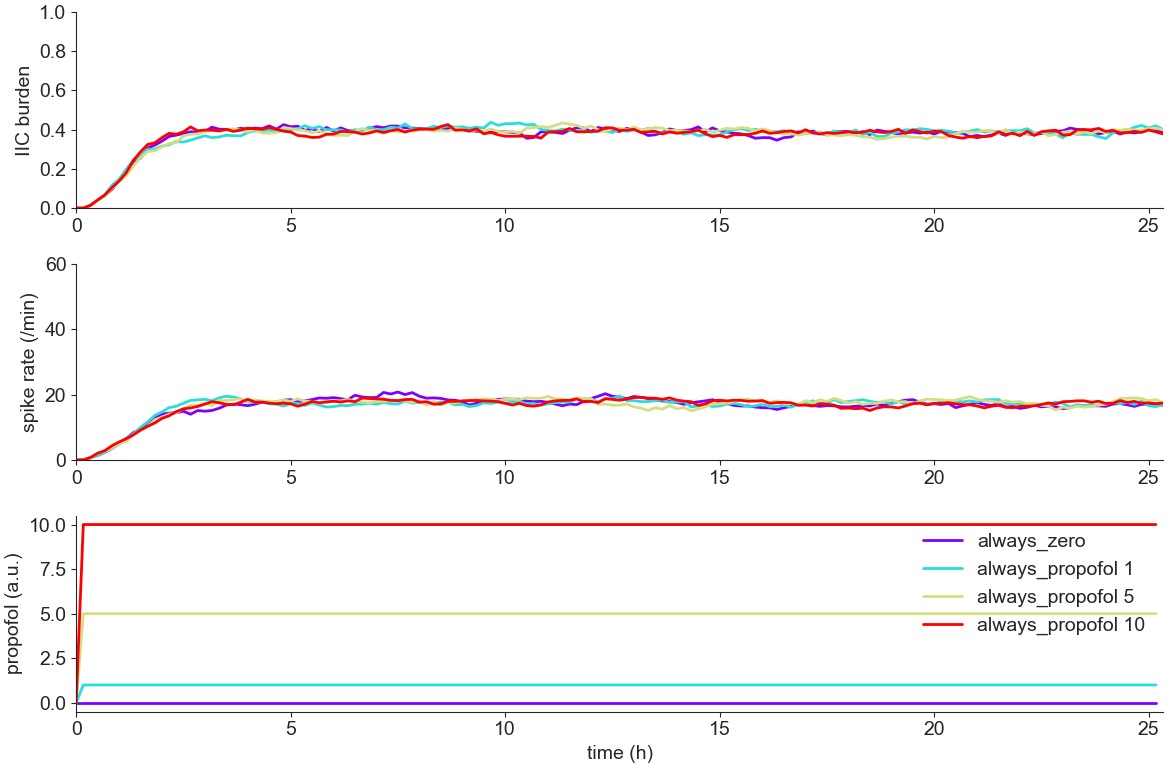 IIC burden
1.0
0.8
0.6
0.4
0.2
0.0
0 5 10 15 20 25
spike rate (/min)
60
40
20
0
0 5 10 15 20 25
propofol (a.u.)
10.0
7.5
5.0
2.5
0.0
always_zero
always_propofol 1
always_propofol 5
always_propofol 10
0 5 10 15 20 25
time (h)